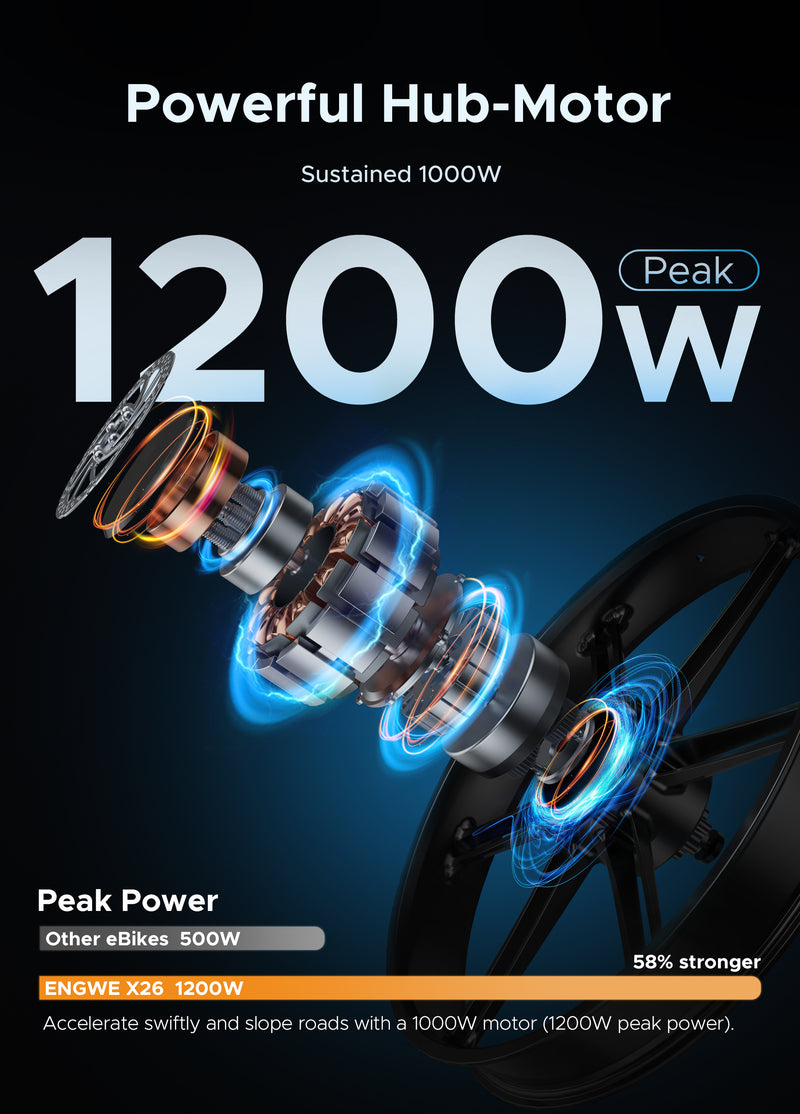 Powerful Hub-Motor
Sustained 1000W
1200W Peak
Peak Power
Other eBikes 500W
58% stronger
ENGWE X26 1200W
Accelerate swiftly and slope roads with a 1000W motor (1200W peak power).